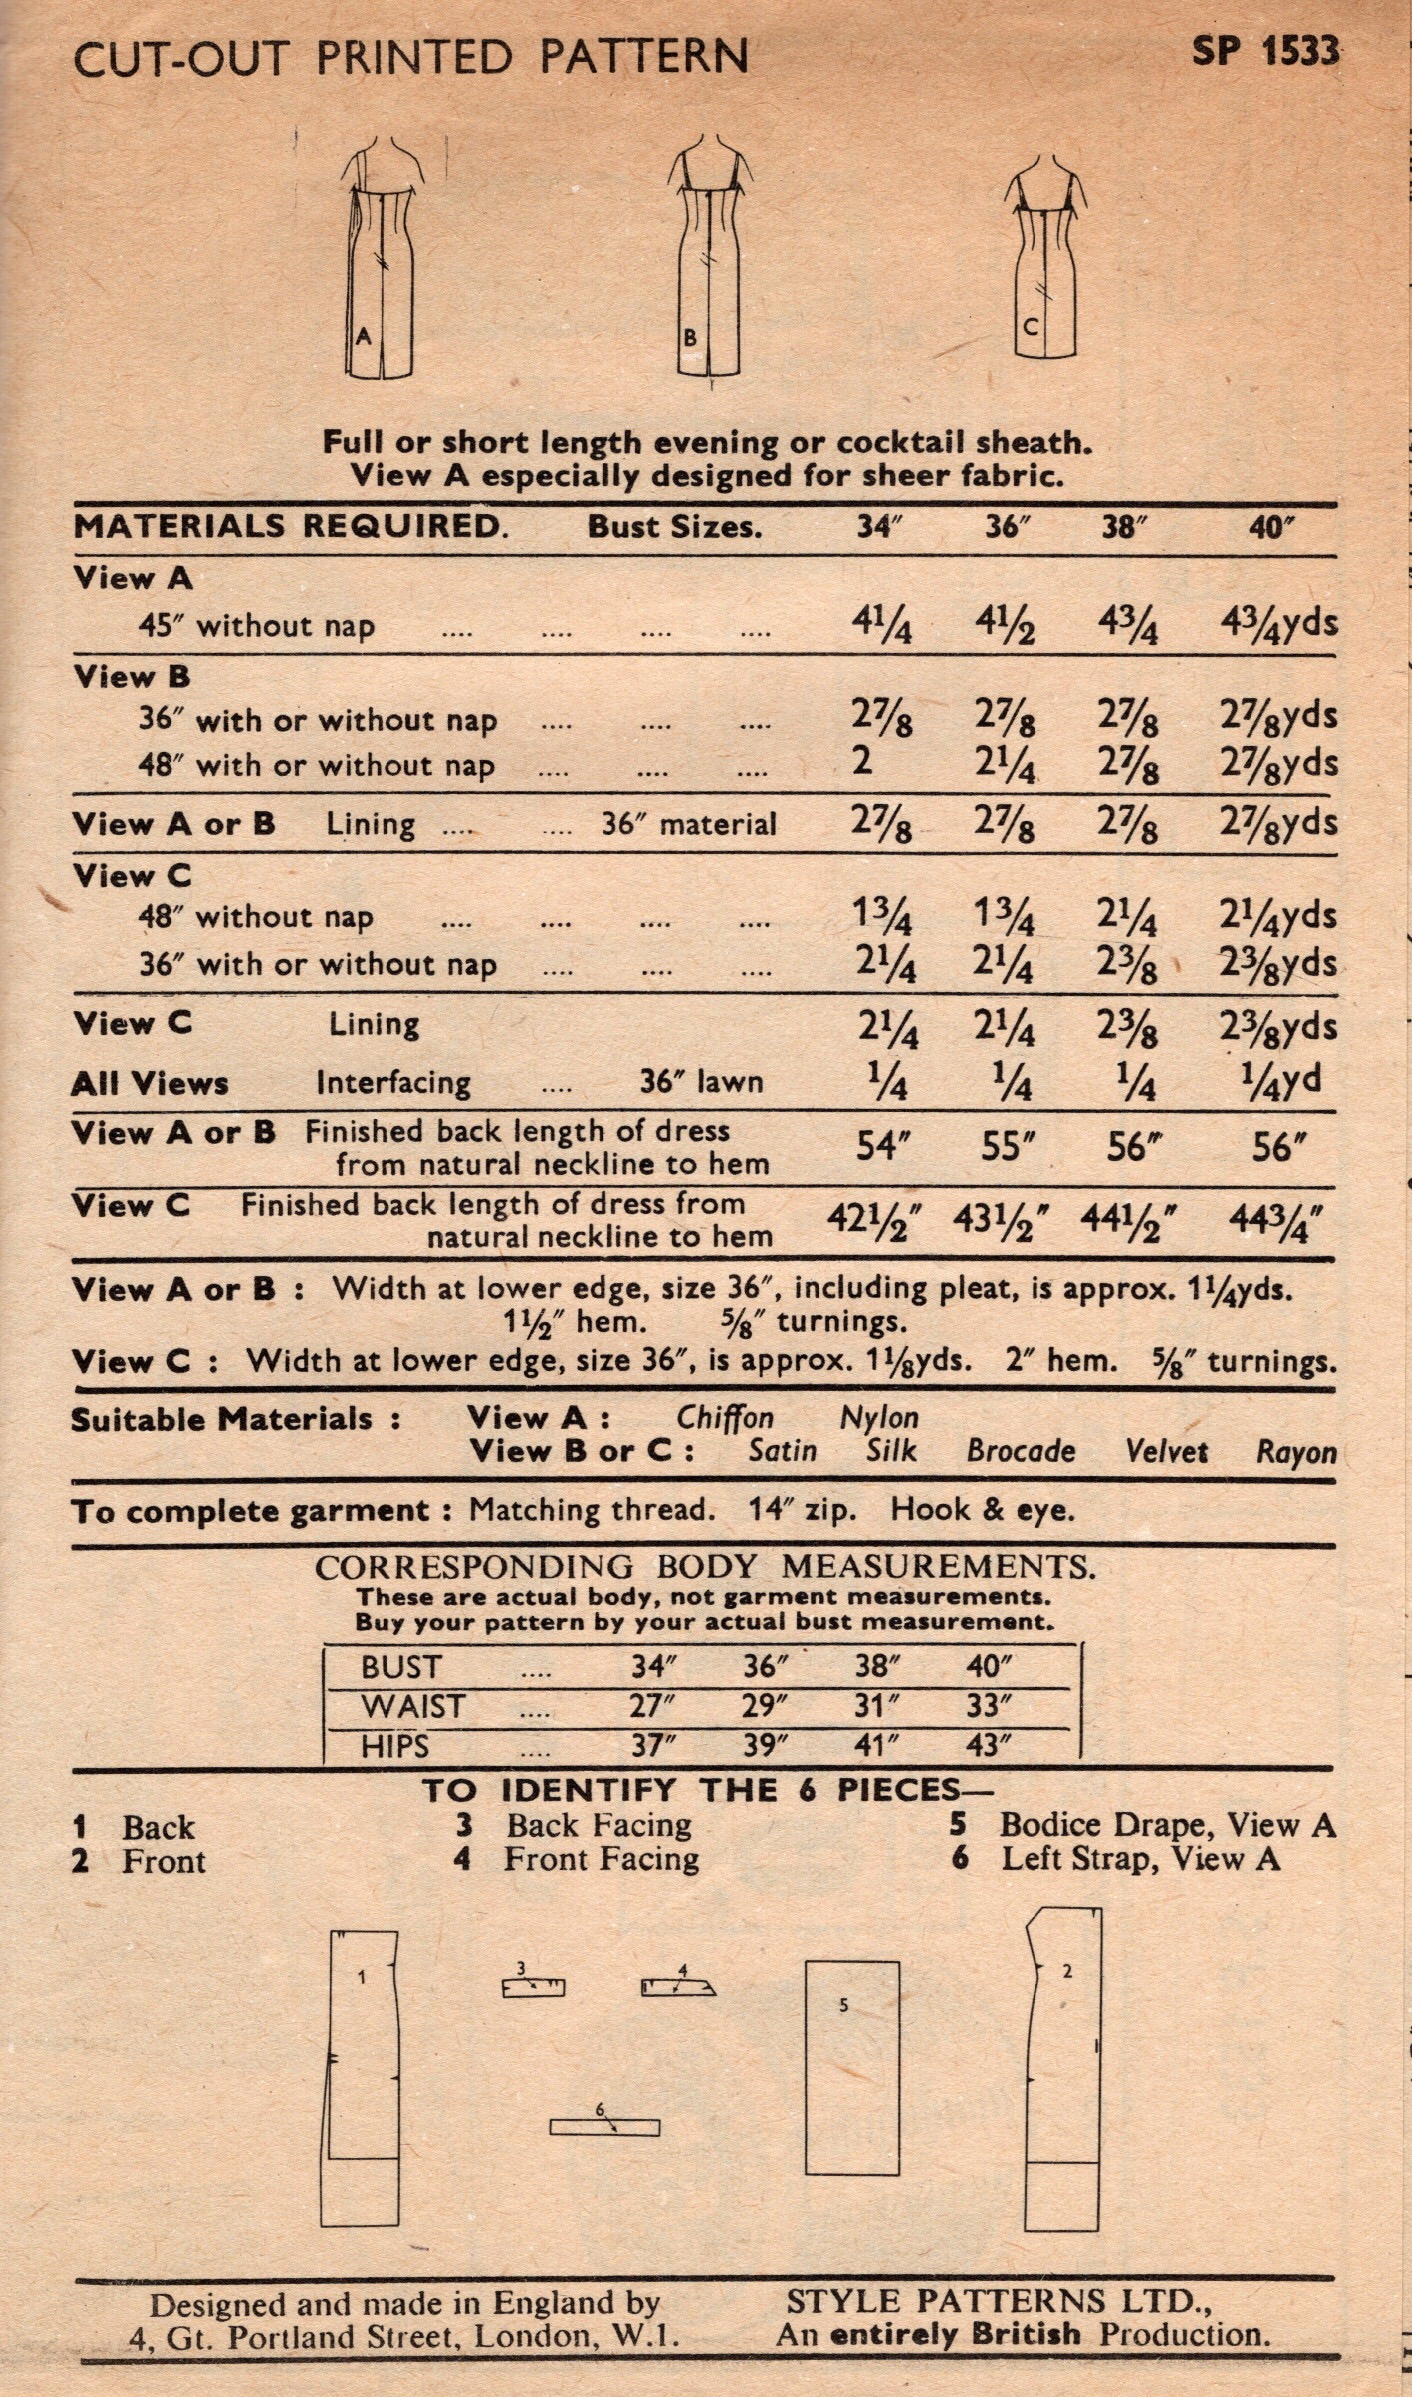 CUT-OUT PRINTED PATTERN SP 1533
A B C
Full or short length evening or cocktail sheath.
View A especially designed for sheer fabric.
MATERIALS REQUIRED. Bust Sizes. 34″ 36″ 38″ 40″
View A
45″ without nap .... .... .... .... 4¼ 4½ 4¾ 4¾yds
View B
36″ with or without nap .... .... .... 2⅞ 2⅞ 2⅞ 2⅞yds
48″ with or without nap .... .... .... 2 2¼ 2⅞ 2⅞yds
View A or B Lining .... .... 36″ material 2⅞ 2⅞ 2⅞ 2⅞yds
View C
48″ without nap .... .... .... .... 1¾ 1¾ 2¼ 2¼yds
36″ with or without nap .... .... .... 2¼ 2¼ 2⅜ 2⅜yds
View C Lining 2¼ 2¼ 2⅜ 2⅜yds
All Views Interfacing .... 36″ lawn ¼ ¼ ¼ ¼yd
View A or B Finished back length of dress
from natural neckline to hem 54″ 55″ 56″ 56″
View C Finished back length of dress from
natural neckline to hem 42½″ 43½″ 44½″ 44¾″
View A or B : Width at lower edge, size 36″, including pleat, is approx. 1¼yds.
1½″ hem. ⅝″ turnings.
View C : Width at lower edge, size 36″, is approx. 1⅛yds. 2″ hem. ⅝″ turnings.
Suitable Materials : View A : Chiffon Nylon
View B or C : Satin Silk Brocade Velvet Rayon
To complete garment : Matching thread. 14″ zip. Hook & eye.
CORRESPONDING BODY MEASUREMENTS.
These are actual body, not garment measurements.
Buy your pattern by your actual bust measurement.
BUST .... 34″ 36″ 38″ 40″
WAIST .... 27″ 29″ 31″ 33″
HIPS .... 37″ 39″ 41″ 43″
TO IDENTIFY THE 6 PIECES—
1 Back 3 Back Facing 5 Bodice Drape, View A
2 Front 4 Front Facing 6 Left Strap, View A
1 3 4 5 2
6
Designed and made in England by STYLE PATTERNS LTD.,
4, Gt. Portland Street, London, W.1. An entirely British Production.